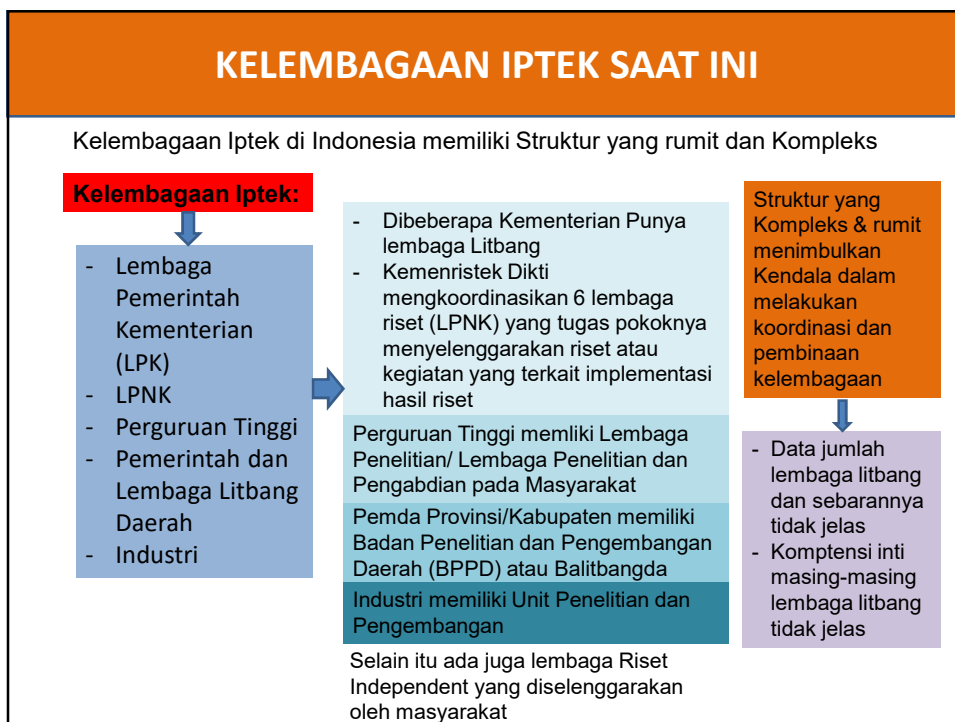 KELEMBAGAAN IPTEK SAAT INI
Kelembagaan Iptek di Indonesia memiliki Struktur yang rumit dan Kompleks
Kelembagaan Iptek:
- Lembaga
Pemerintah
Kementerian
(LPK)
- LPNK
- Perguruan Tinggi
- Pemerintah dan
Lembaga Litbang
Daerah
- Industri
- Dibeberapa Kementerian Punya
lembaga Litbang
- Kemenristek Dikti
mengkoordinasikan 6 lembaga
riset (LPNK) yang tugas pokoknya
menyelenggarakan riset atau
kegiatan yang terkait implementasi
hasil riset
Perguruan Tinggi memliki Lembaga
Penelitian/ Lembaga Penelitian dan
Pengabdian pada Masyarakat
Pemda Provinsi/Kabupaten memiliki
Badan Penelitian dan Pengembangan
Daerah (BPPD) atau Balitbangda
Industri memiliki Unit Penelitian dan
Pengembangan
Selain itu ada juga lembaga Riset
Independent yang diselenggarakan
oleh masyarakat
Struktur yang
Kompleks & rumit
menimbulkan
Kendala dalam
melakukan
koordinasi dan
pembinaan
kelembagaan
- Data jumlah
lembaga litbang
dan sebarannya
tidak jelas
- Komptensi inti
masing-masing
lembaga litbang
tidak jelas